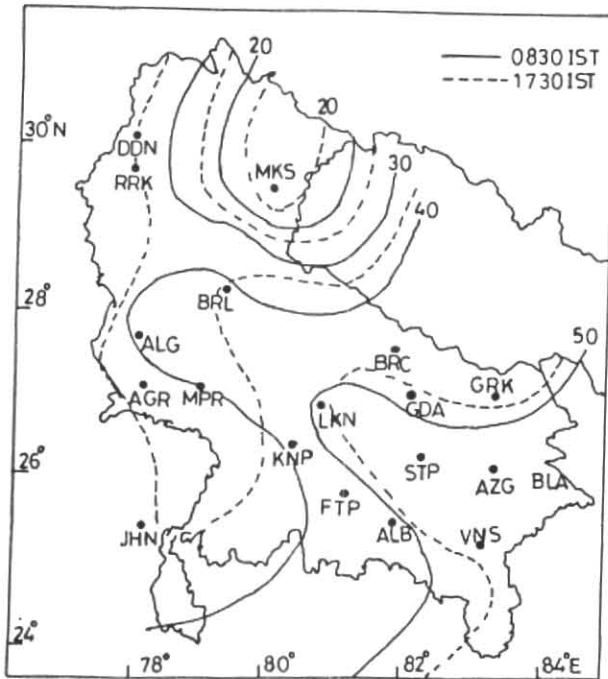 20
0830 IST
1730 IST
20
30°N
DDN
RRK
MKS
30
40
28°
BRL
ALG
BRC
50
AGR
MPR
GDA
GRK
LKN
26°
KNP
STP
AZG
BLA
FTP
JHN
ALB
VNS
24°
78°
80°
82°
84°E